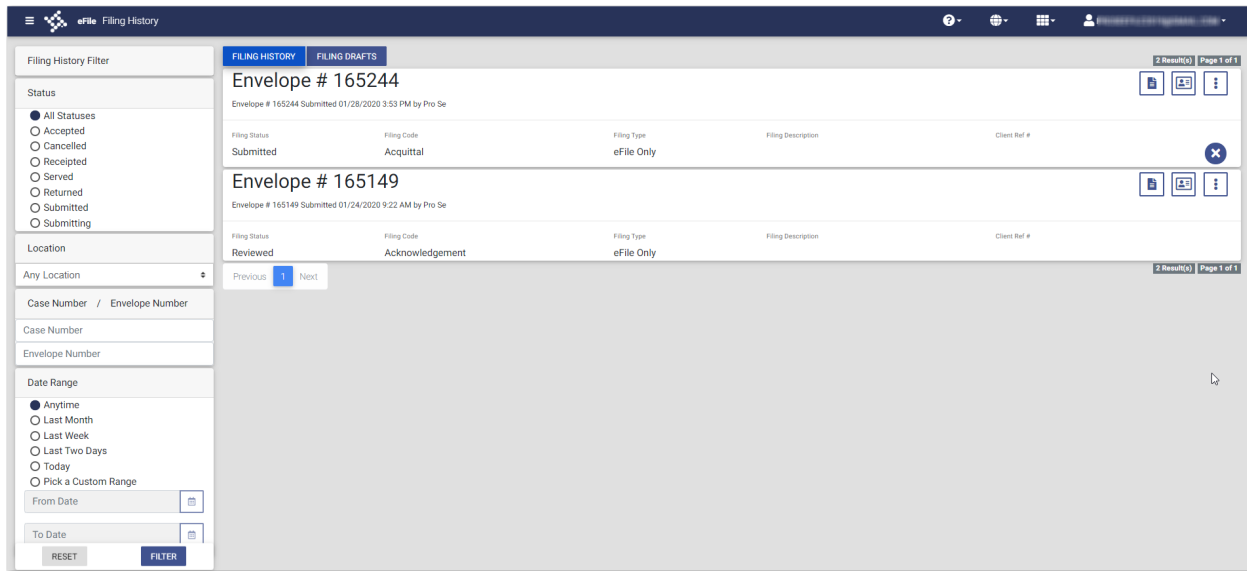 eFile Filing History
Filing History Filter
Status
All Statuses
Accepted
Cancelled
Receipted
Served
Returned
Submitted
Submitting
Location
Any Location
Case Number / Envelope Number
Case Number
Envelope Number
Date Range
Anytime
Last Month
Last Week
Last Two Days
Today
Pick a Custom Range
From Date
To Date
RESET FILTER
FILING HISTORY FILING DRAFTS
2 Result(s) Page 1 of 1
Envelope # 165244
Envelope # 165244 Submitted 01/28/2020 3:53 PM by Pro Se
Filing Status Filing Code Filing Type Filing Description Client Ref #
Submitted Acquittal eFile Only
Envelope # 165149
Envelope # 165149 Submitted 01/24/2020 9:22 AM by Pro Se
Filing Status Filing Code Filing Type Filing Description Client Ref #
Reviewed Acknowledgement eFile Only
2 Result(s) Page 1 of 1
Previous 1 Next